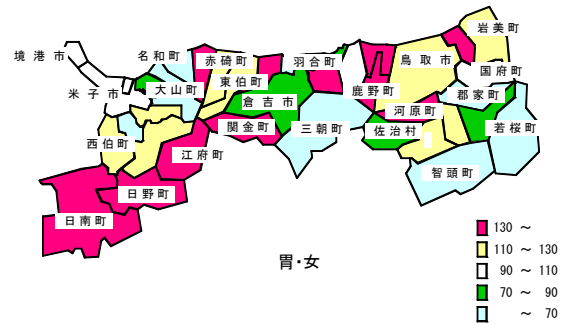 岩美町
境港市
名和町
赤碕町
羽合町
鳥取市
東伯町
国府町
米子市
大山町
鹿野町
郡家町
倉吉市
河原町
関金町
三朝町
佐治村
若桜町
西伯町
江府町
智頭町
日野町
日南町
胃・女
130 ～
110 ～ 130
90 ～ 110
70 ～ 90
～ 70